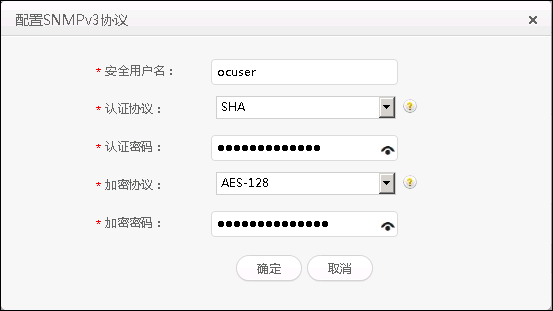 配置SNMPv3协议
* 安全用户名： ocuser
* 认证协议： SHA
* 认证密码： ●●●●●●●●●●●●●
* 加密协议： AES-128
* 加密密码： ●●●●●●●●●●●●●●
确定 取消